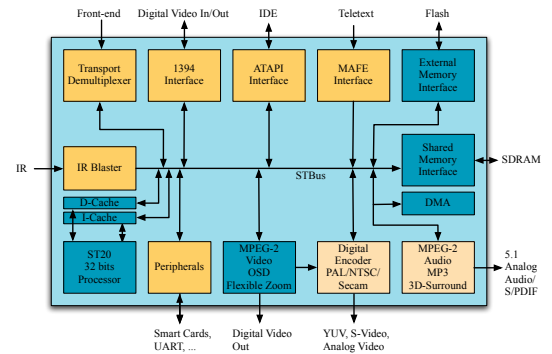 Front-end
Digital Video In/Out
IDE
Teletext
Flash
Transport
Demultiplexer
1394
Interface
ATAPI
Interface
MAFE
Interface
External
Memory
Interface
IR
IR Blaster
STBus
Shared
Memory
Interface
SDRAM
D-Cache
I-Cache
DMA
ST20
32 bits
Processor
Peripherals
MPEG-2
Video
OSD
Flexible Zoom
Digital
Encoder
PAL/NTSC/
Secam
MPEG-2
Audio
MP3
3D-Surround
5.1
Analog
Audio/
S/PDIF
Smart Cards,
UART, ...
Digital Video
Out
YUV, S-Video,
Analog Video